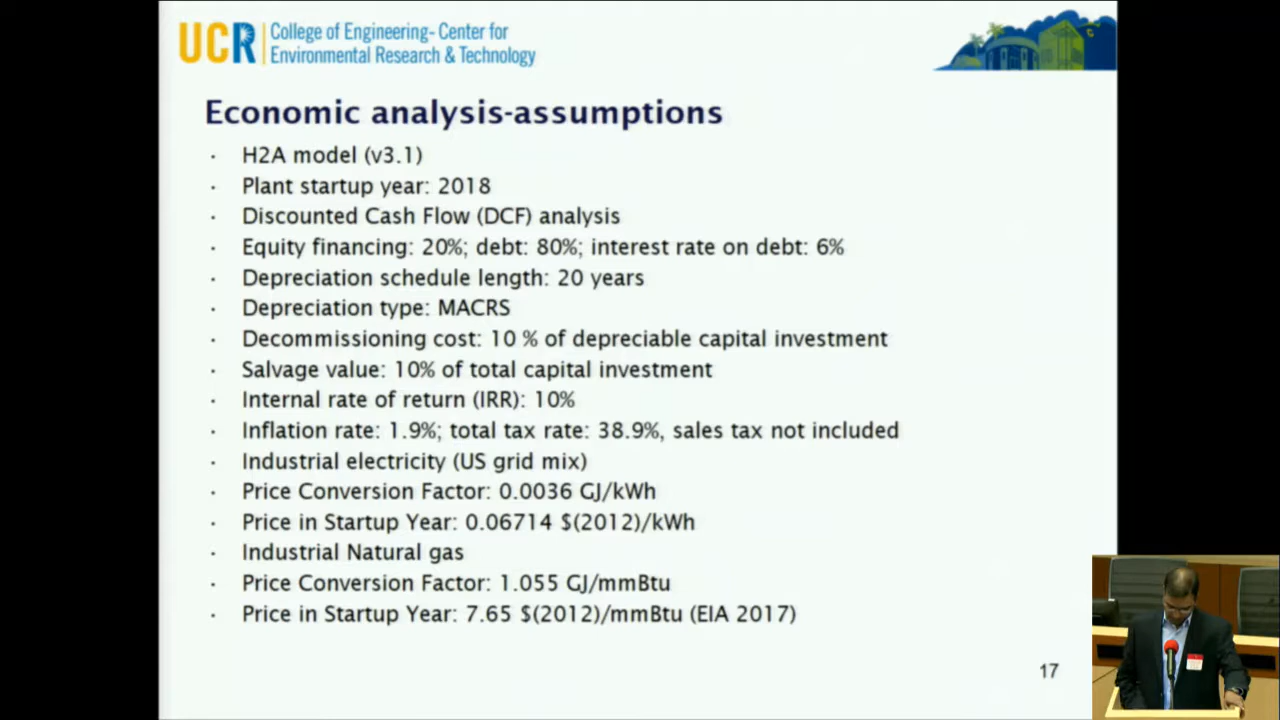 UCR College of Engineering- Center for
Environmental Research & Technology
Economic analysis-assumptions
· H2A model (v3.1)
· Plant startup year: 2018
· Discounted Cash Flow (DCF) analysis
· Equity financing: 20%; debt: 80%; interest rate on debt: 6%
· Depreciation schedule length: 20 years
· Depreciation type: MACRS
· Decommissioning cost: 10 % of depreciable capital investment
· Salvage value: 10% of total capital investment
· Internal rate of return (IRR): 10%
· Inflation rate: 1.9%; total tax rate: 38.9%, sales tax not included
· Industrial electricity (US grid mix)
· Price Conversion Factor: 0.0036 GJ/kWh
· Price in Startup Year: 0.06714 $(2012)/kWh
· Industrial Natural gas
· Price Conversion Factor: 1.055 GJ/mmBtu
· Price in Startup Year: 7.65 $(2012)/mmBtu (EIA 2017)
17